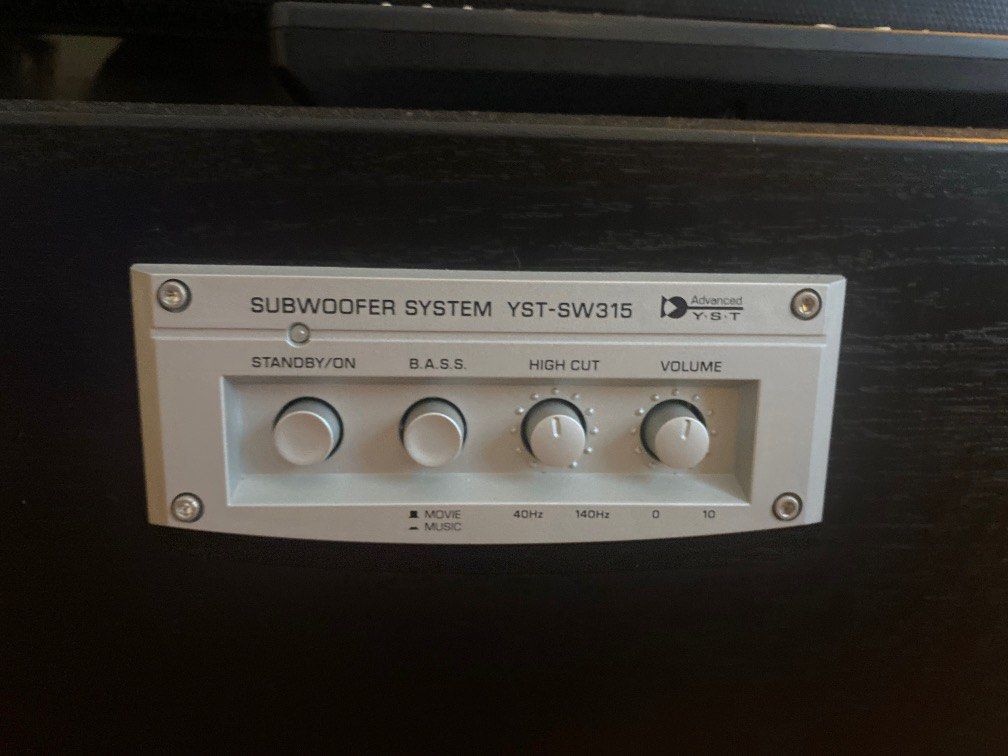 SUBWOOFER SYSTEM YST-SW315
Advanced
Y·S·T
STANDBY/ON B.A.S.S. HIGH CUT VOLUME
MOVIE
MUSIC
40Hz 140Hz 0 10